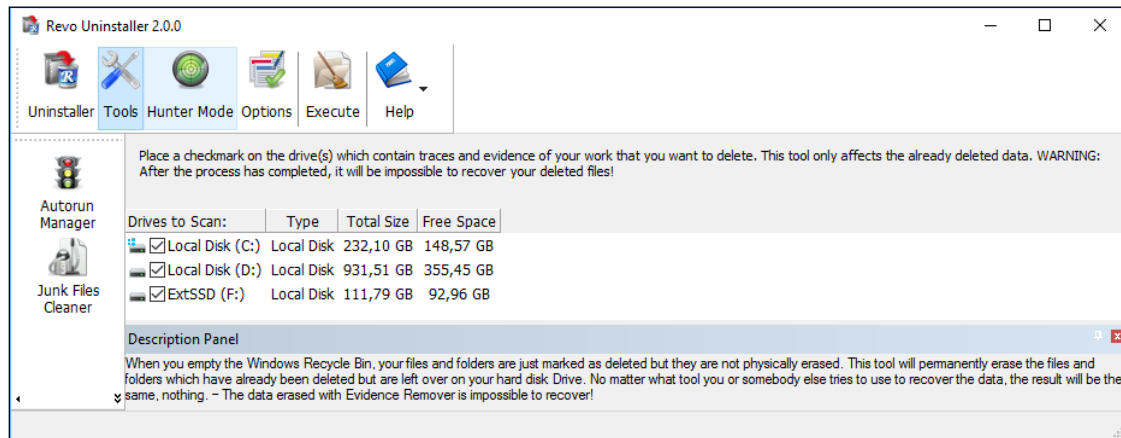 Revo Uninstaller 2.0.0
Uninstaller Tools Hunter Mode Options Execute Help
Place a checkmark on the drive(s) which contain traces and evidence of your work that you want to delete. This tool only affects the already deleted data. WARNING:
After the process has completed, it will be impossible to recover your deleted files!
Autorun
Manager
Junk Files
Cleaner
Drives to Scan: Type Total Size Free Space
Local Disk (C:) Local Disk 232,10 GB 148,57 GB
Local Disk (D:) Local Disk 931,51 GB 355,45 GB
ExtSSD (F:) Local Disk 111,79 GB 92,96 GB
Description Panel
When you empty the Windows Recycle Bin, your files and folders are just marked as deleted but they are not physically erased. This tool will permanently erase the files and
folders which have already been deleted but are left over on your hard disk Drive. No matter what tool you or somebody else tries to use to recover the data, the result will be the
same, nothing. – The data erased with Evidence Remover is impossible to recover!